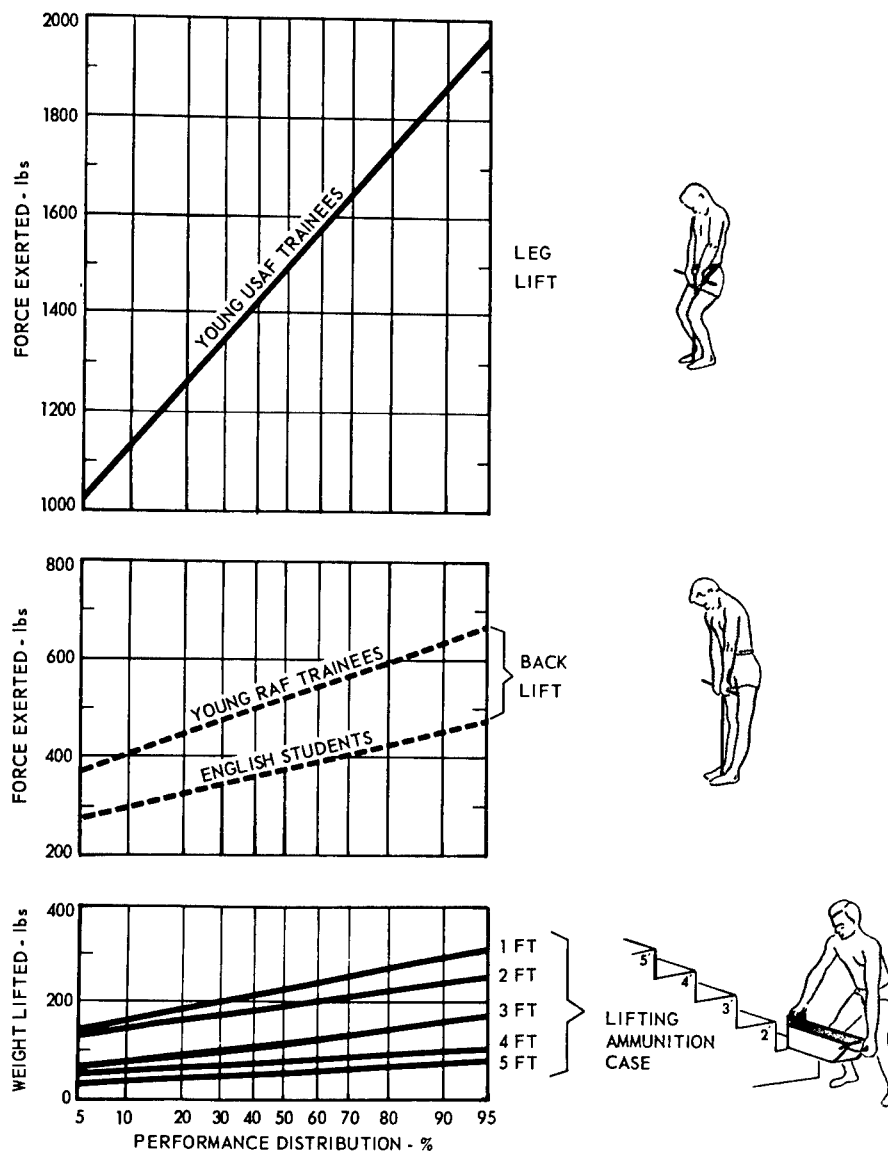 2000
1800
1600
1400
1200
1000
FORCE EXERTED - lbs
YOUNG USAF TRAINEES
LEG
LIFT
800
600
400
200
FORCE EXERTED - lbs
YOUNG RAF TRAINEES
ENGLISH STUDENTS
BACK
LIFT
400
200
0
WEIGHT LIFTED - lbs
1 FT
2 FT
3 FT
4 FT
5 FT
LIFTING
AMMUNITION
CASE
5'
4'
3'
2'
5 10 20 30 40 50 60 70 80 90 95
PERFORMANCE DISTRIBUTION - %